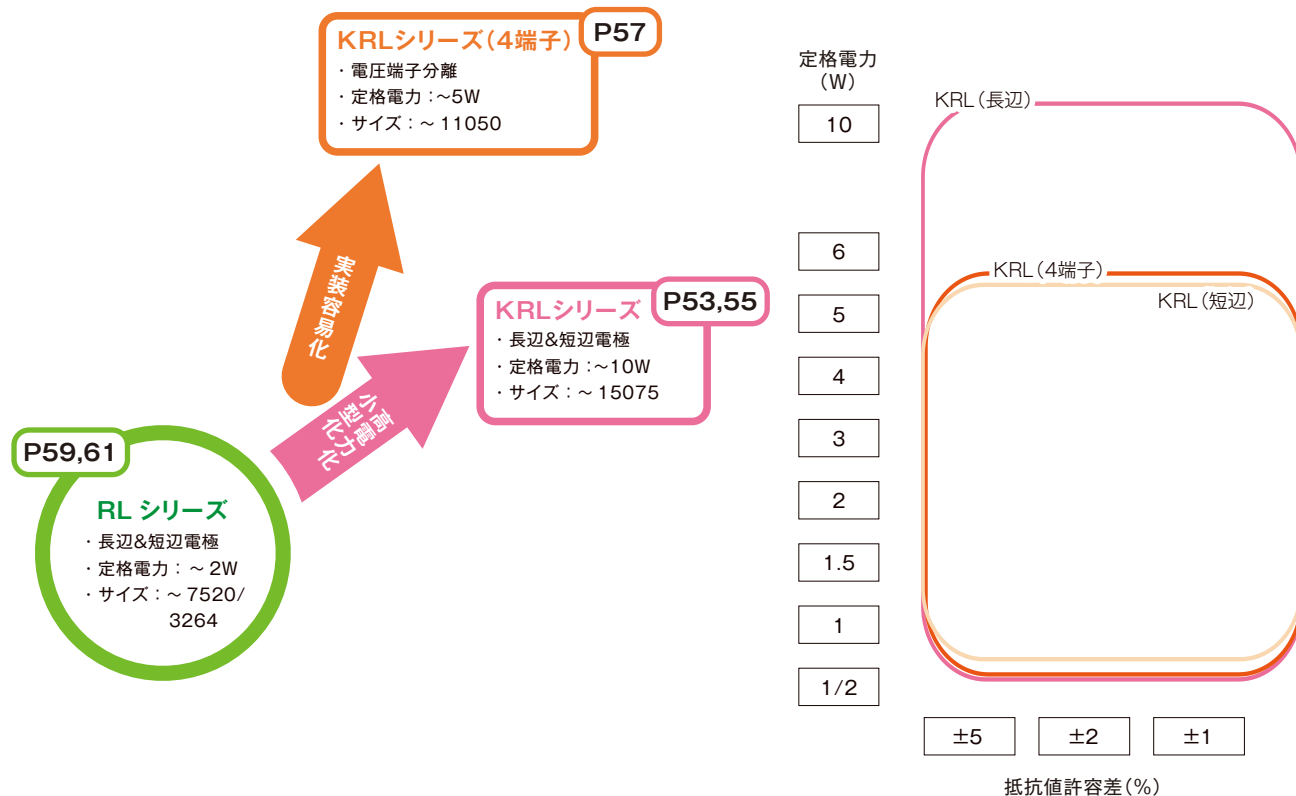 KRLシリーズ(4端子)
P57
・電圧端子分離
・定格電力：～5W
・サイズ：～11050
実装容易化
KRLシリーズ
P53,55
・長辺&短辺電極
・定格電力：～10W
・サイズ：～15075
高電力化
小型化
P59,61
RL シリーズ
・長辺&短辺電極
・定格電力：～2W
・サイズ：～7520/
3264
定格電力
(W)
10
6
5
4
3
2
1.5
1
1/2
KRL(長辺)
KRL(4端子)
KRL(短辺)
±5
±2
±1
抵抗値許容差(%)